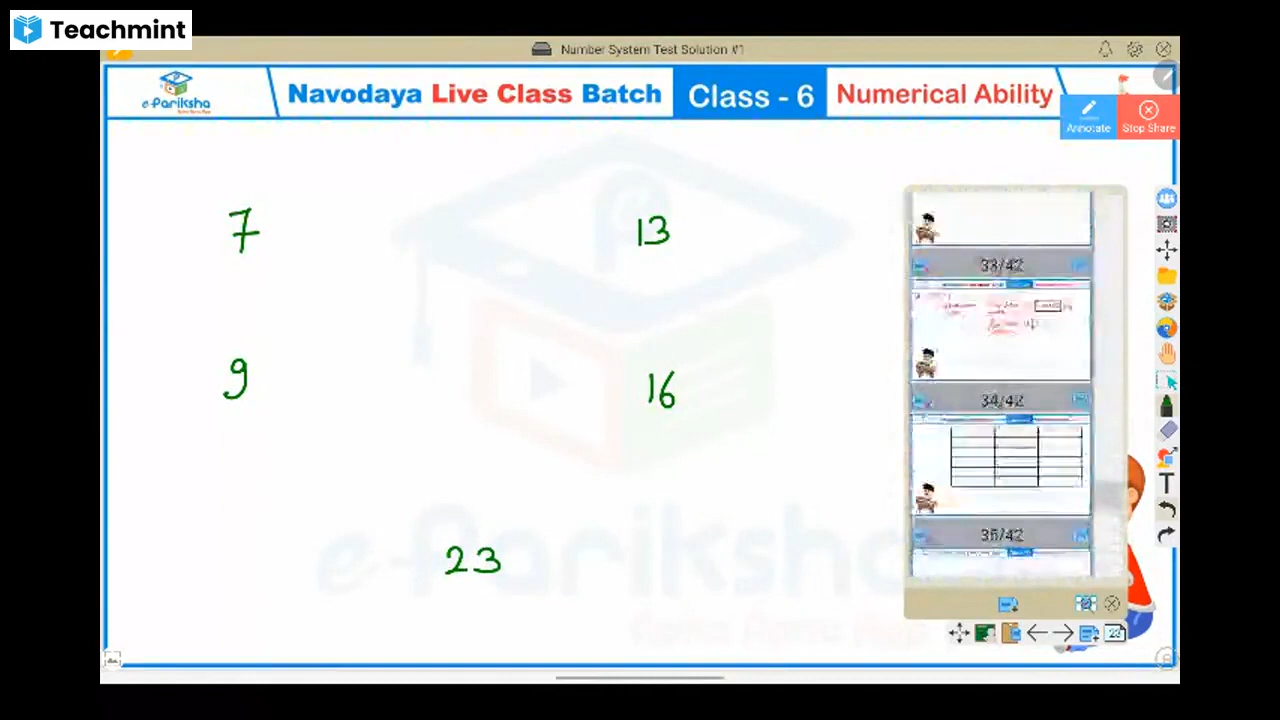 Teachmint
Number System Test Solution #1
e-Pariksha
Navodaya Live Class Batch
Class - 6
Numerical Ability
Annotate
Stop Share
7
13
33/42
9
16
34/42
35/42
23
e-Pariksha
23